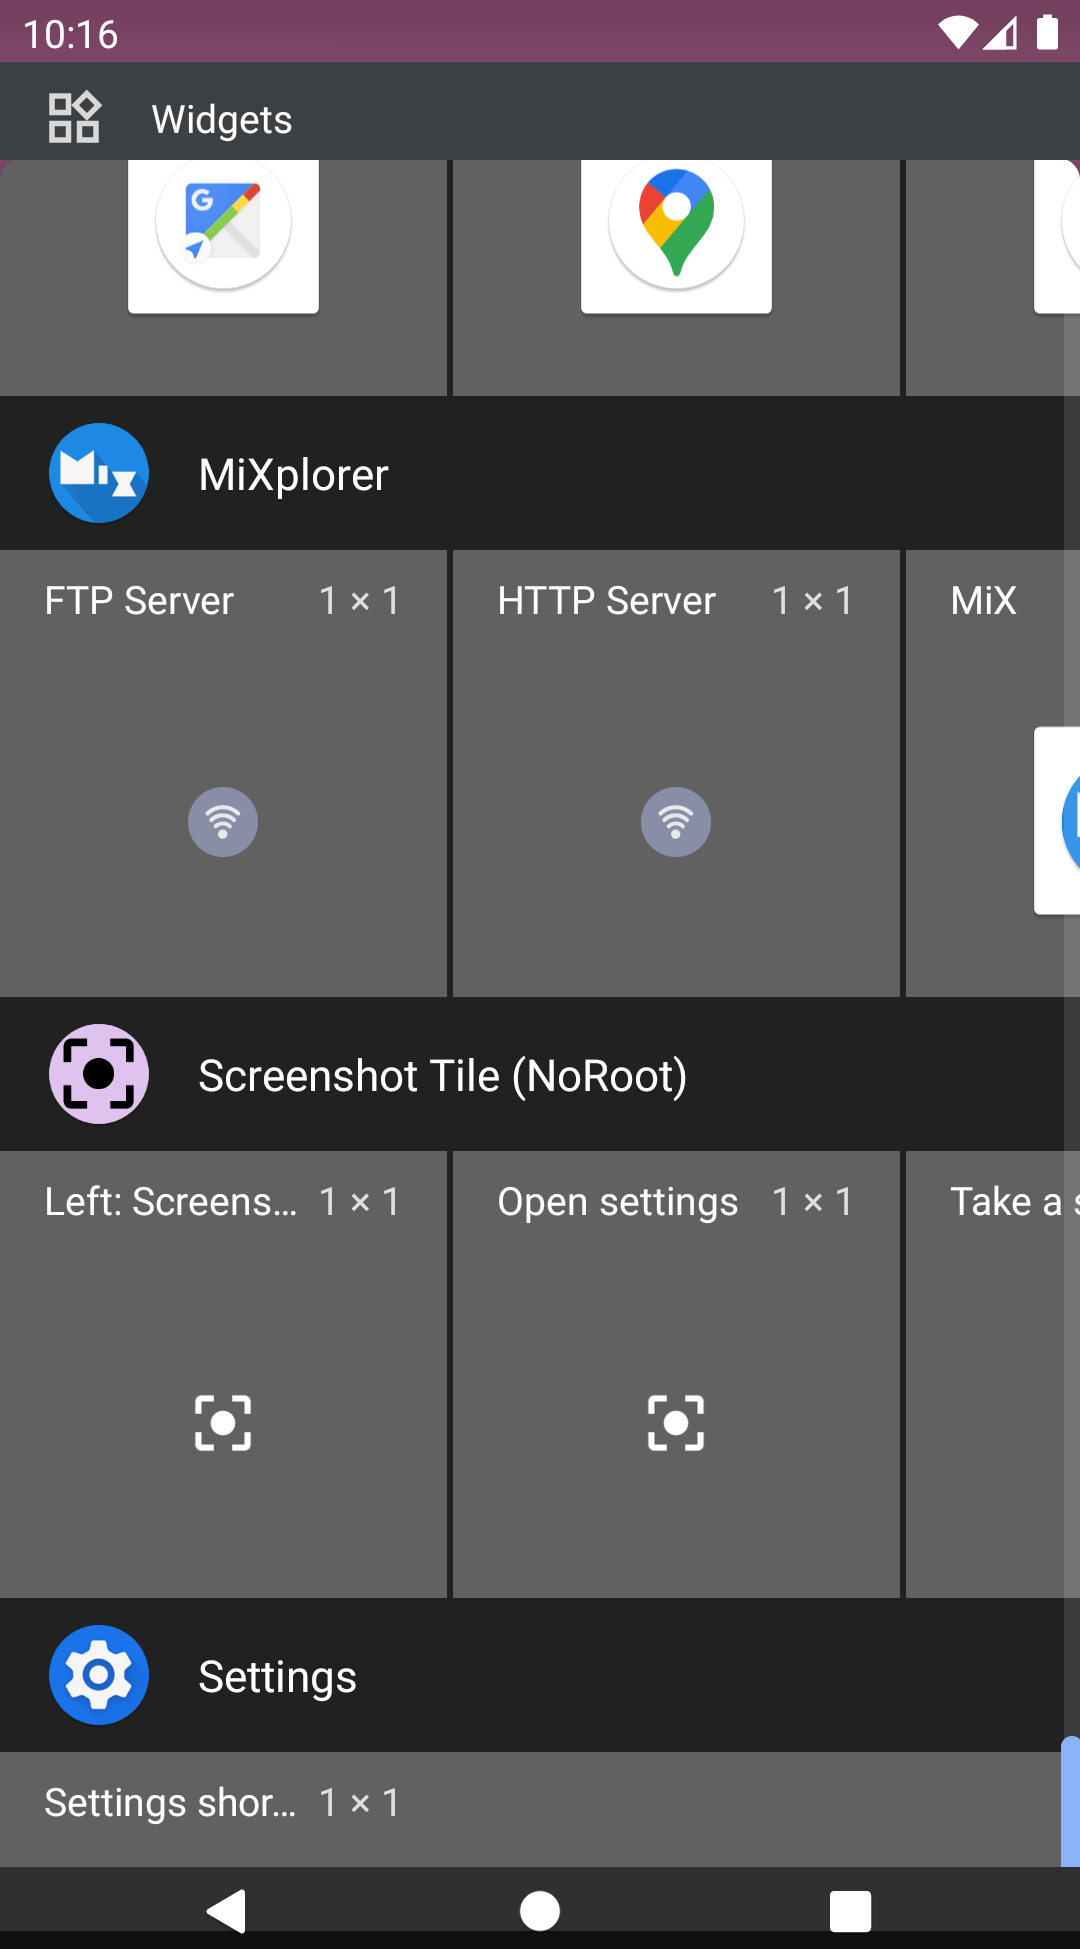 10:16
Widgets
MiXplorer
FTP Server 1 × 1
HTTP Server 1 × 1
MiX
Screenshot Tile (NoRoot)
Left: Screens… 1 × 1
Open settings 1 × 1
Take a s
Settings
Settings shor… 1 × 1